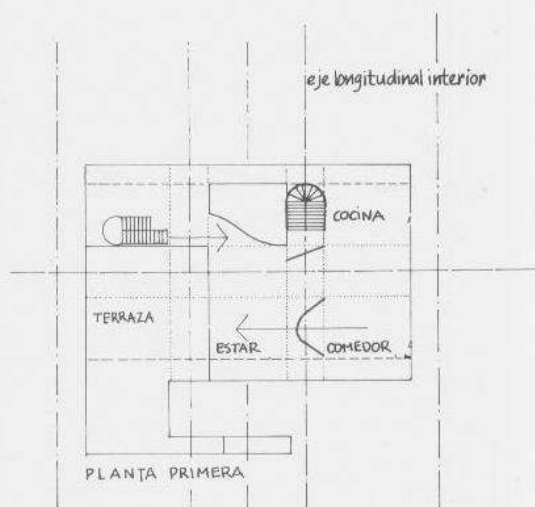 eje longitudinal interior
COCINA
TERRAZA
ESTAR
COMEDOR
PLANTA PRIMERA